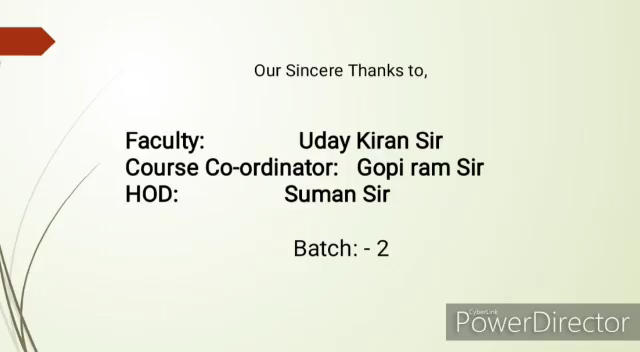 Our Sincere Thanks to,
Faculty: Uday Kiran Sir
Course Co-ordinator: Gopi ram Sir
HOD: Suman Sir
Batch: - 2
CyberLink
PowerDirector